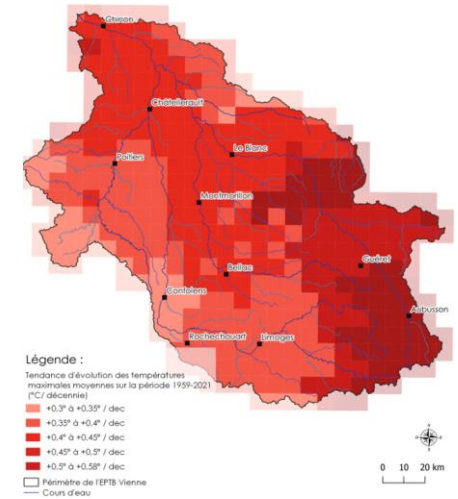 Chinon
Châtellerault
Poitiers
Le Blanc
Montmorillon
Guéret
Bellac
Confolens
Aubusson
Rochechouart
Limoges
Légende :
Tendance d'évolution des températures
maximales moyennes sur la période 1959-2021
(°C/ décennie)
+0.3° à +0.35° / dec
+0.35° à +0.4° / dec
+0.4° à +0.45° / dec
+0.45° à +0.5° / dec
+0.5° à +0.58° / dec
Périmètre de l'EPTB Vienne
Cours d'eau
0 10 20 km